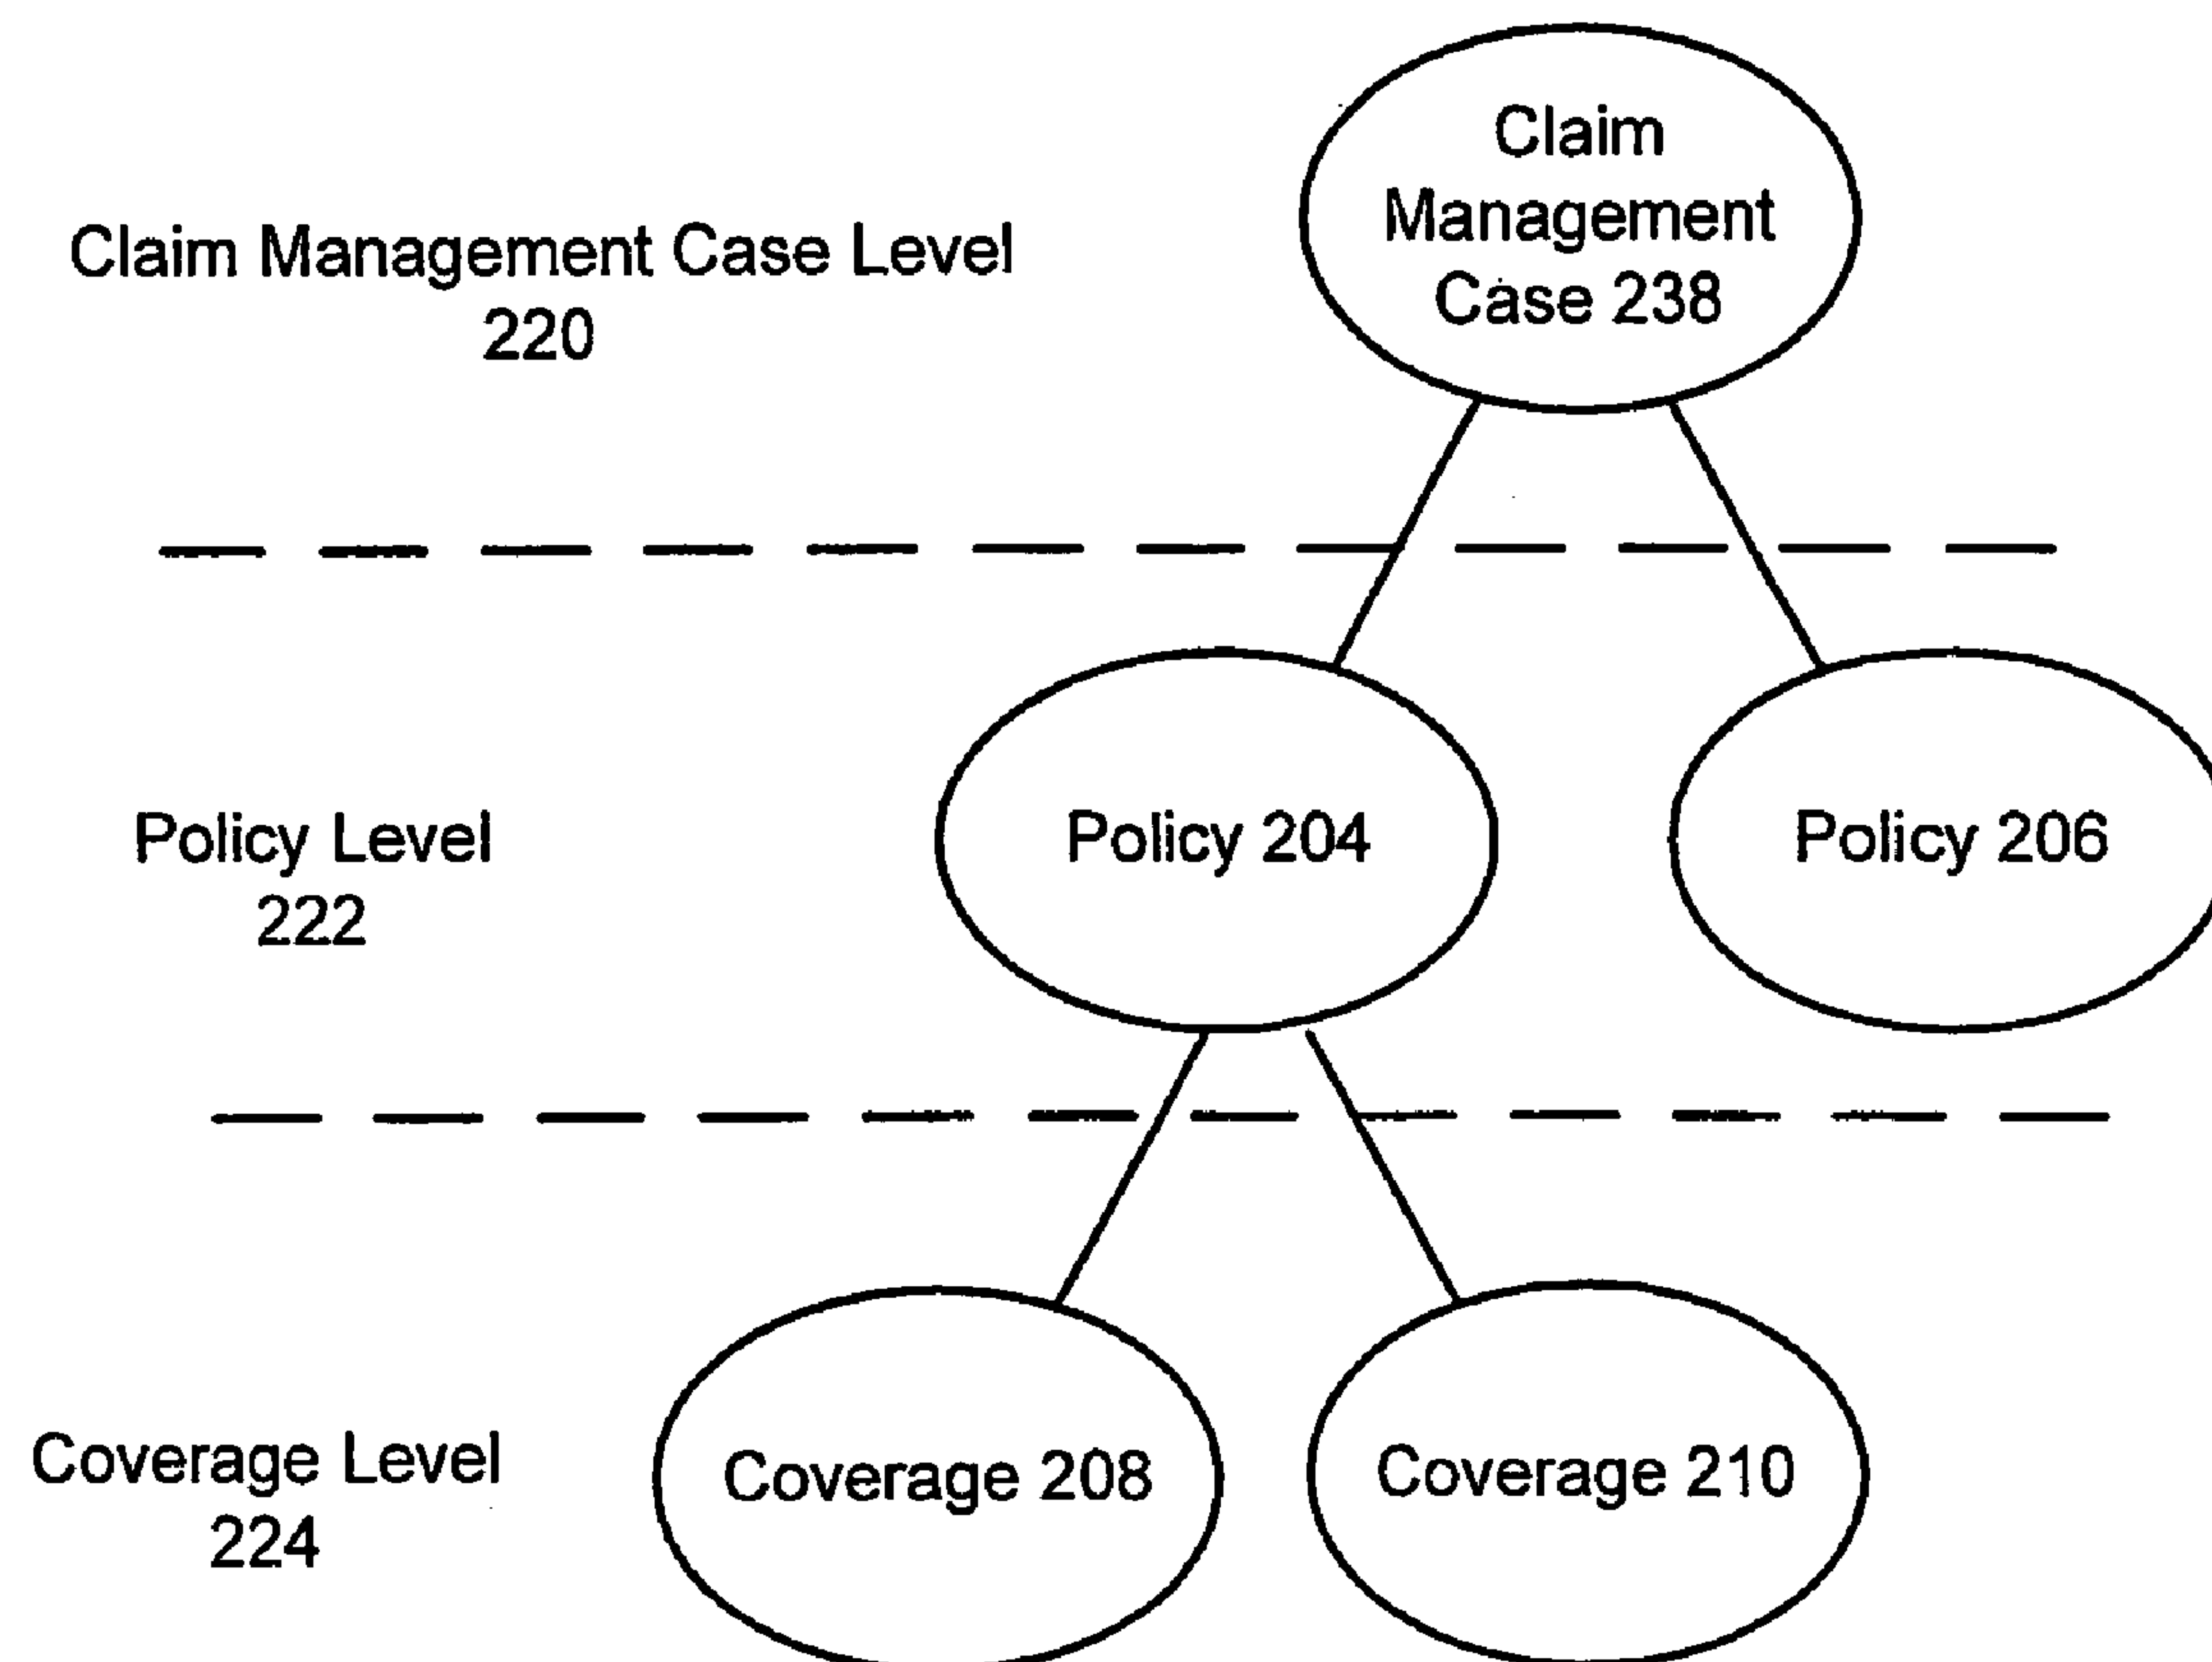 Claim
Management
Case 238
Claim Management Case Level
220
Policy Level
222
Policy 204
Policy 206
Coverage Level
224
Coverage 208
Coverage 210